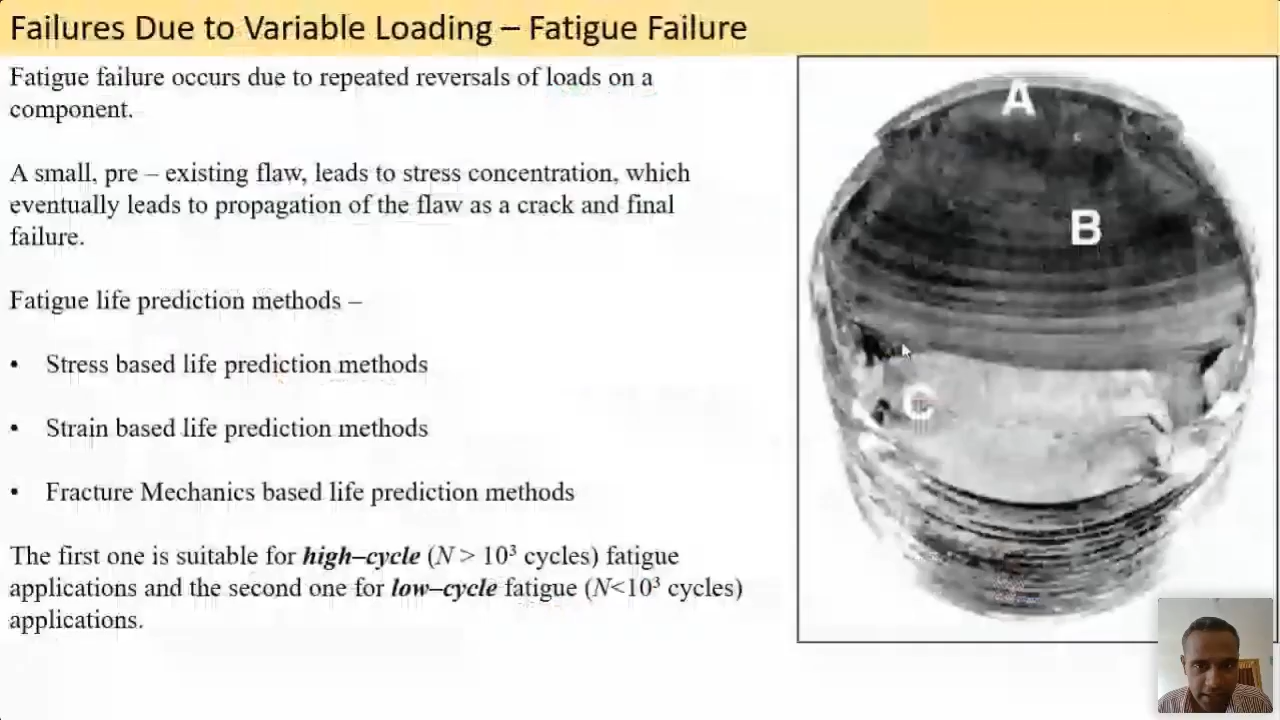 Failures Due to Variable Loading – Fatigue Failure
Fatigue failure occurs due to repeated reversals of loads on a
component.
A small, pre – existing flaw, leads to stress concentration, which
eventually leads to propagation of the flaw as a crack and final
failure.
Fatigue life prediction methods –
• Stress based life prediction methods
• Strain based life prediction methods
• Fracture Mechanics based life prediction methods
The first one is suitable for high–cycle (N > 10³ cycles) fatigue
applications and the second one for low–cycle fatigue (N<10³ cycles)
applications.
A
B
C